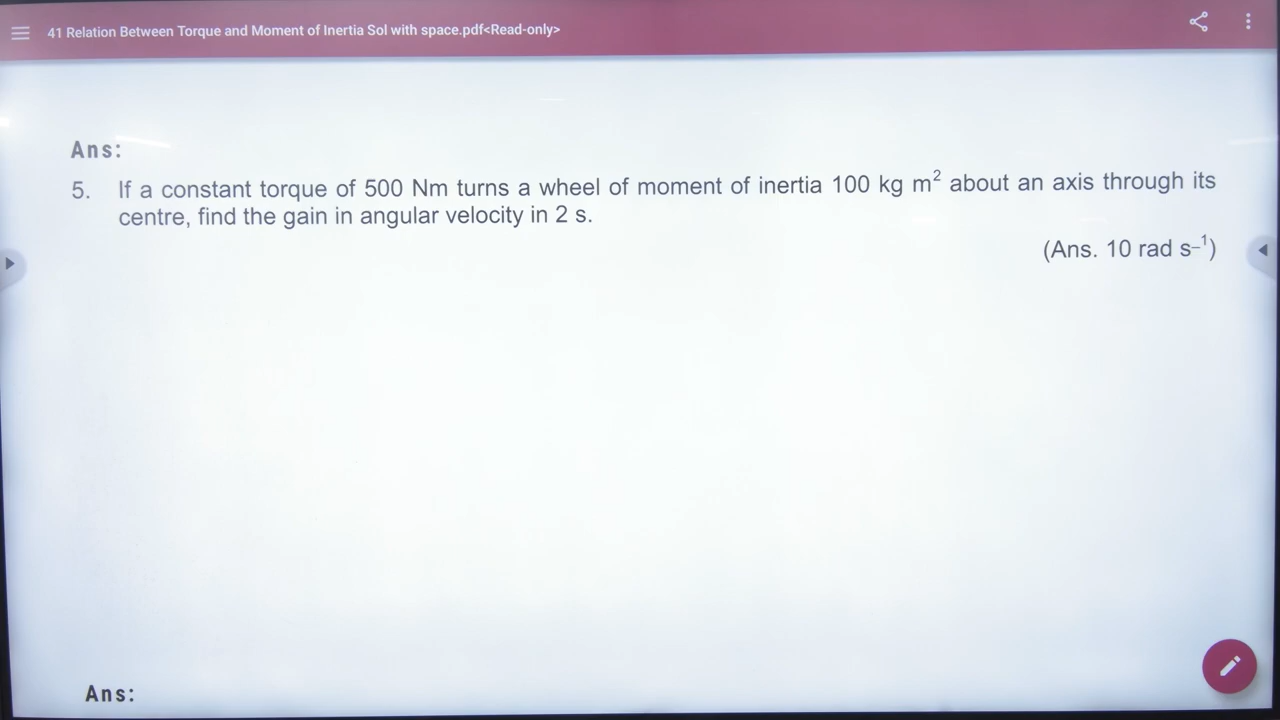 41 Relation Between Torque and Moment of Inertia Sol with space.pdf<Read-only>
Ans:
5. If a constant torque of 500 Nm turns a wheel of moment of inertia 100 kg m² about an axis through its
centre, find the gain in angular velocity in 2 s.
(Ans. 10 rad s⁻¹)
Ans: